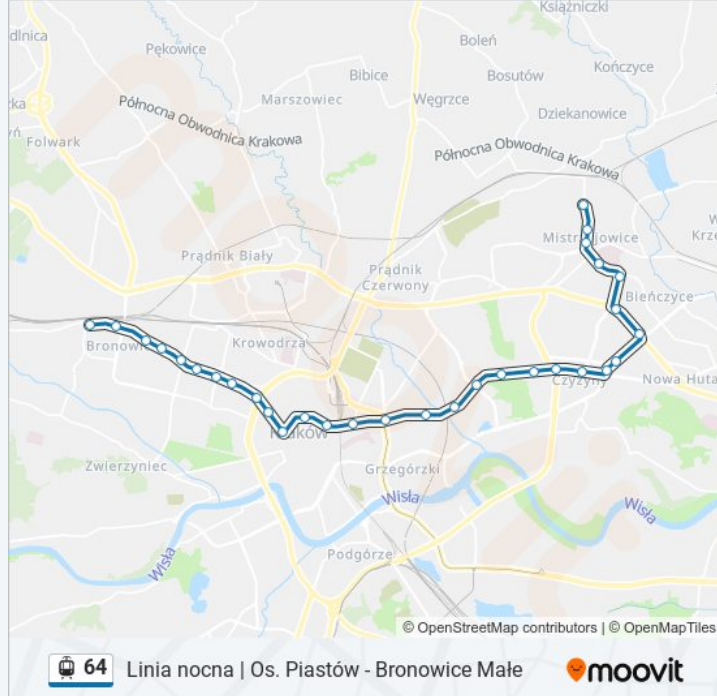 Książniczki
dlnica
Pękowice
Boleń
Bibice
Bosutów
Kończyce
Marszowiec
Węgrzce
Północna Obwodnica Krakowa
Dziekanowice
Folwark
Północna Obwodnica Krakowa
Mistrzejowice
Prądnik Biały
Prądnik
Czerwony
Bieńczyce
Bronowice
Krowodrza
Czyżyny
Nowa Huta
Kraków
Zwierzyniec
Grzegórzki
Wisła
Wisła
Podgórze
Wisła
© OpenStreetMap contributors | © OpenMapTiles
64 Linia nocna | Os. Piastów - Bronowice Małe
moovit